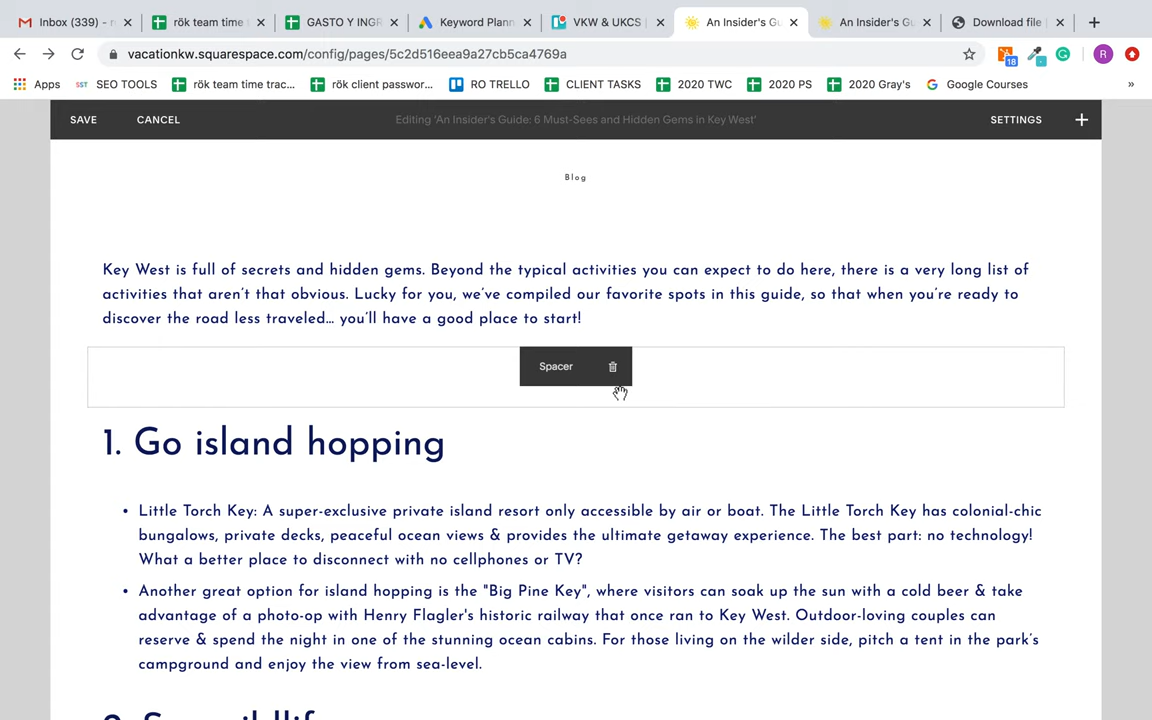 Inbox (339) - r
rök team time
GASTO Y INGR
Keyword Plann
VKW & UKCS |
An Insider's Gu
An Insider's Gu
Download file |
vacationkw.squarespace.com/config/pages/5c2d516eea9a27cb5ca4769a
18
R
Apps
SST SEO TOOLS
rök team time trac...
rök client passwor...
RO TRELLO
CLIENT TASKS
2020 TWC
2020 PS
2020 Gray's
Google Courses
»
SAVE
CANCEL
Editing 'An Insider's Guide: 6 Must-Sees and Hidden Gems in Key West'
SETTINGS
Blog
Key West is full of secrets and hidden gems. Beyond the typical activities you can expect to do here, there is a very long list of
activities that aren't that obvious. Lucky for you, we've compiled our favorite spots in this guide, so that when you're ready to
discover the road less traveled... you'll have a good place to start!
Spacer
1. Go island hopping
• Little Torch Key: A super-exclusive private island resort only accessible by air or boat. The Little Torch Key has colonial-chic
bungalows, private decks, peaceful ocean views & provides the ultimate getaway experience. The best part: no technology!
What a better place to disconnect with no cellphones or TV?
• Another great option for island hopping is the "Big Pine Key", where visitors can soak up the sun with a cold beer & take
advantage of a photo-op with Henry Flagler's historic railway that once ran to Key West. Outdoor-loving couples can
reserve & spend the night in one of the stunning ocean cabins. For those living on the wilder side, pitch a tent in the park's
campground and enjoy the view from sea-level.